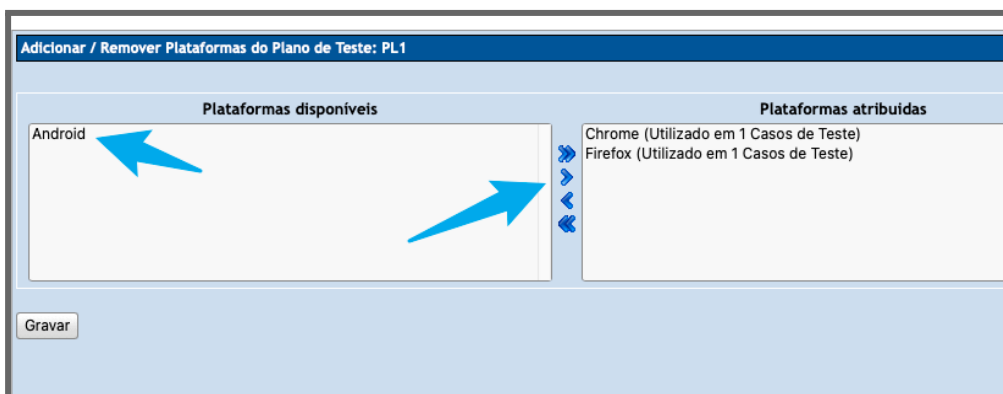 Adicionar / Remover Plataformas do Plano de Teste: PL1
Plataformas disponíveis
Android
Plataformas atribuidas
Chrome (Utilizado em 1 Casos de Teste)
Firefox (Utilizado em 1 Casos de Teste)
Gravar